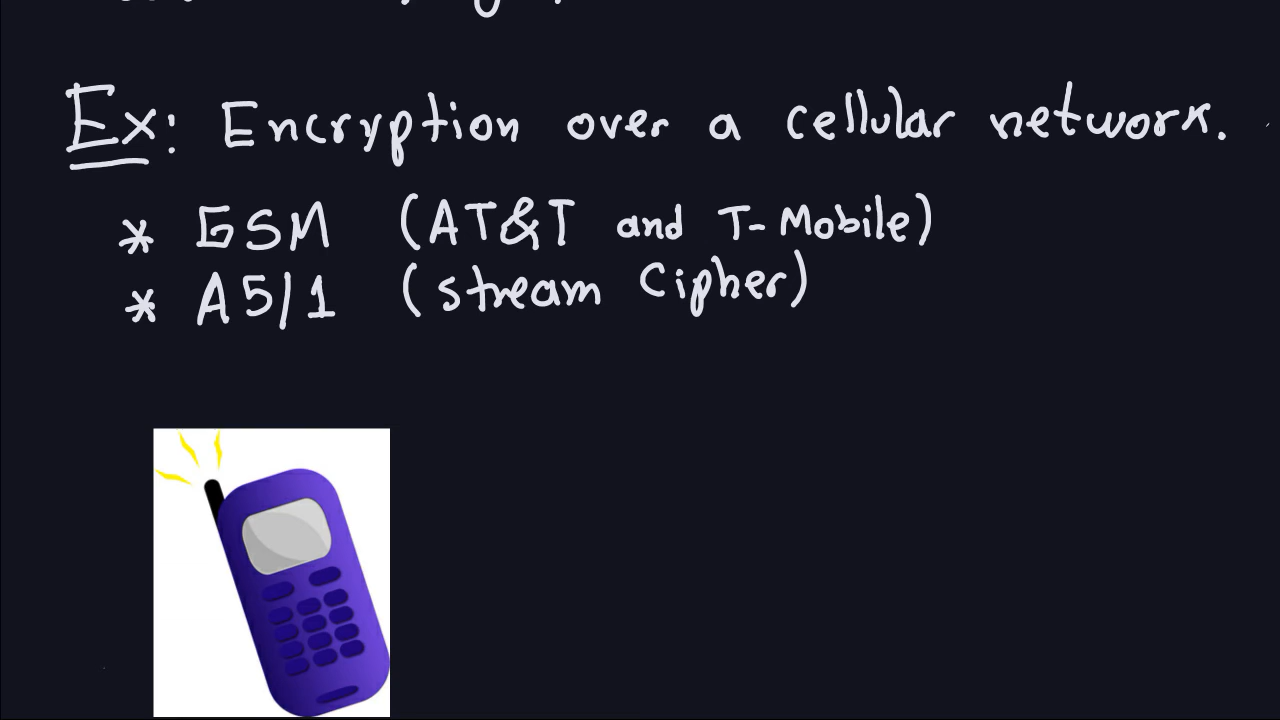 Ex: Encryption over a cellular network.
* GSM (AT&T and T-Mobile)
* A5/1 (stream Cipher)